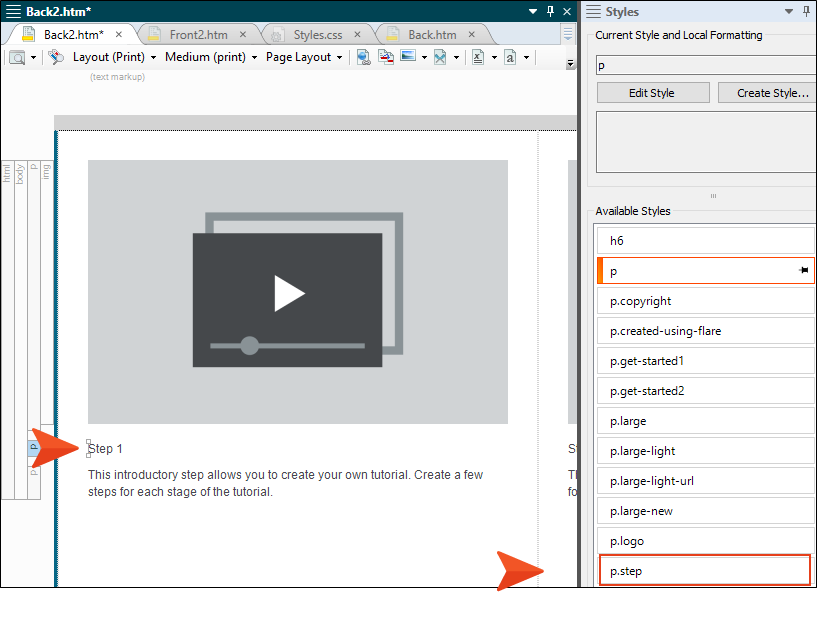 Back2.htm*
Back2.htm* Front2.htm Styles.css Back.htm
Layout (Print) Medium (print) Page Layout
(text markup)
html body p img
p
p
Step 1
This introductory step allows you to create your own tutorial. Create a few
steps for each stage of the tutorial.
Styles
Current Style and Local Formatting
p
Edit Style Create Style...
Available Styles
h6
p
p.copyright
p.created-using-flare
p.get-started1
p.get-started2
p.large
p.large-light
p.large-light-url
p.large-new
p.logo
p.step